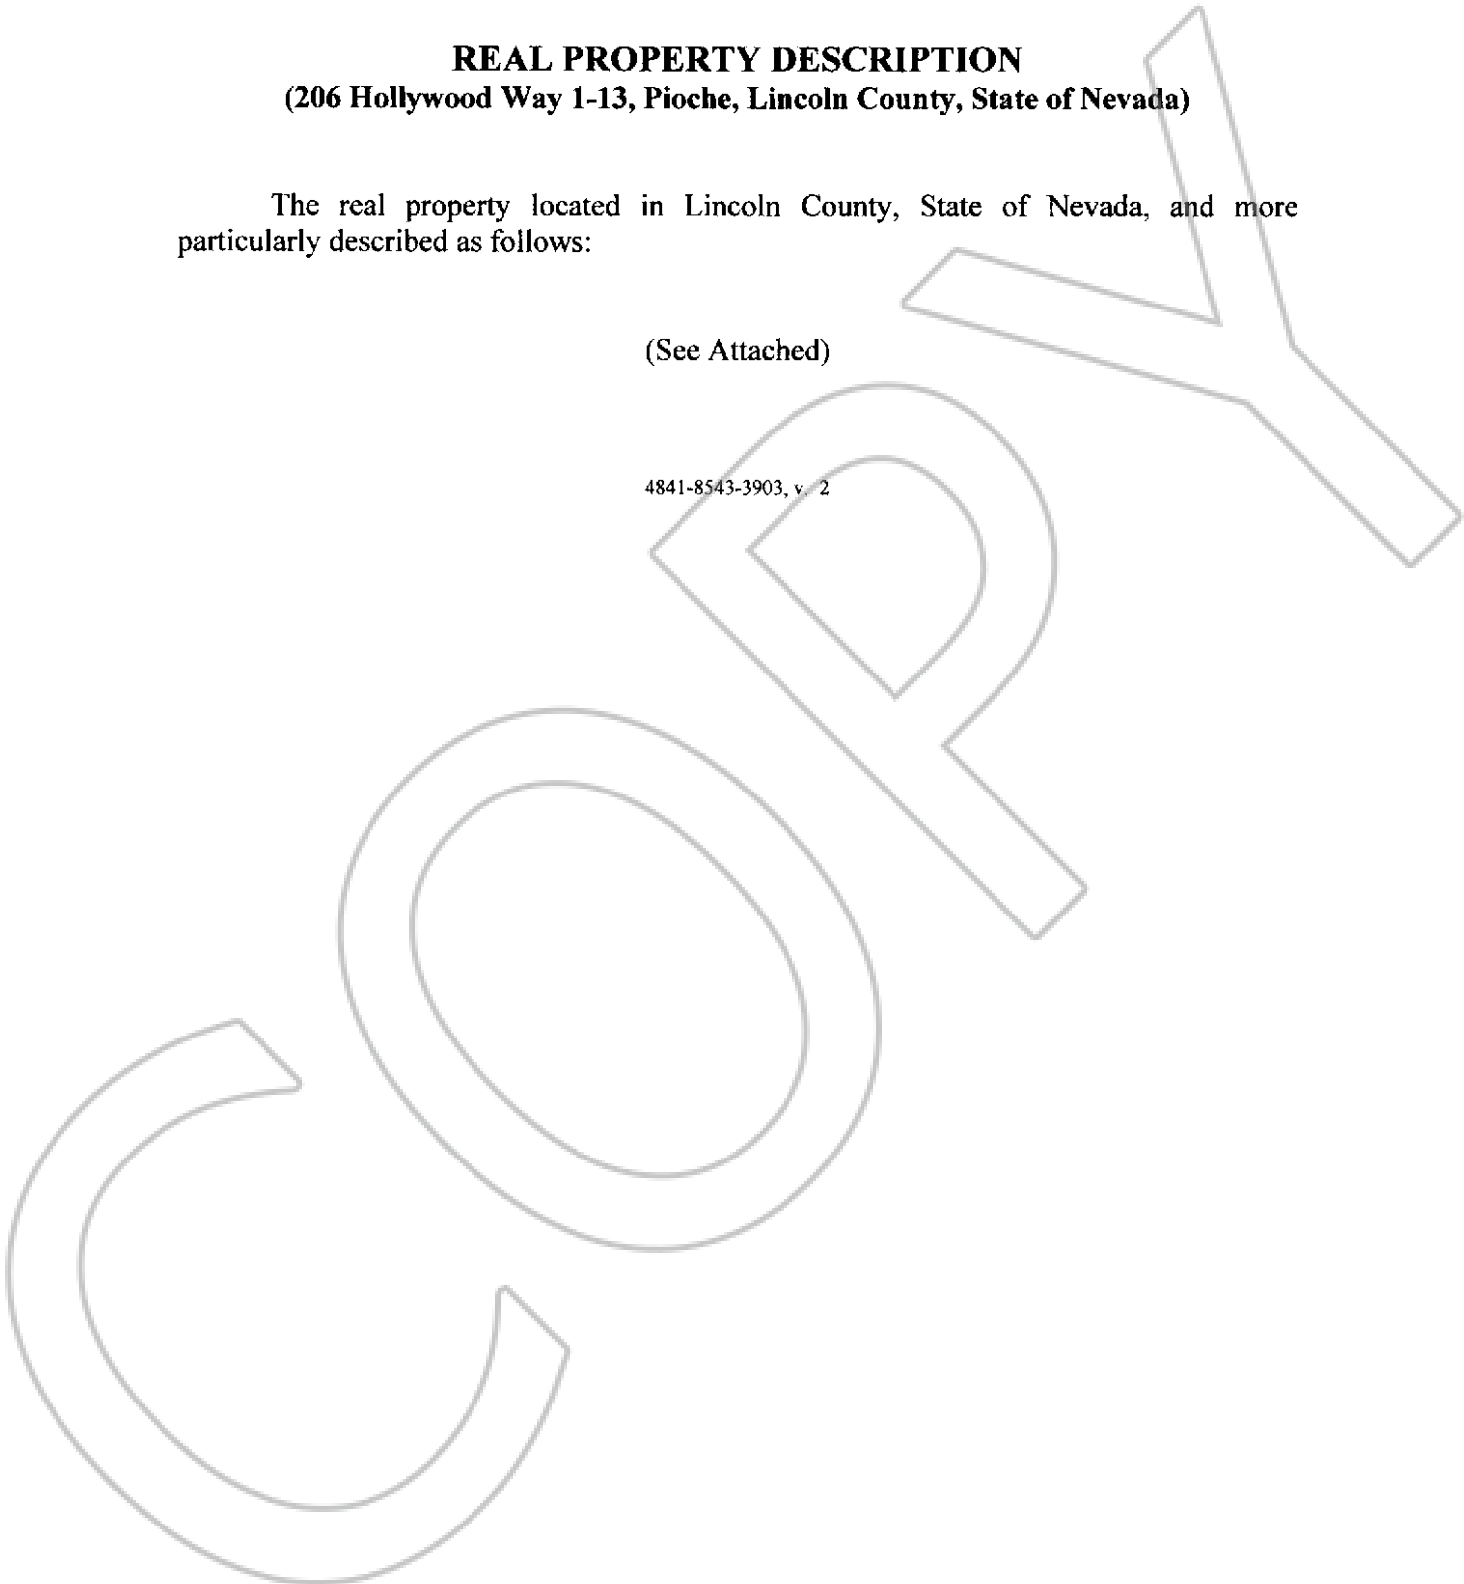 REAL PROPERTY DESCRIPTION
(206 Hollywood Way 1-13, Pioche, Lincoln County, State of Nevada)
The real property located in Lincoln County, State of Nevada, and more
particularly described as follows:
(See Attached)
4841-8543-3903, v. 2
COPY